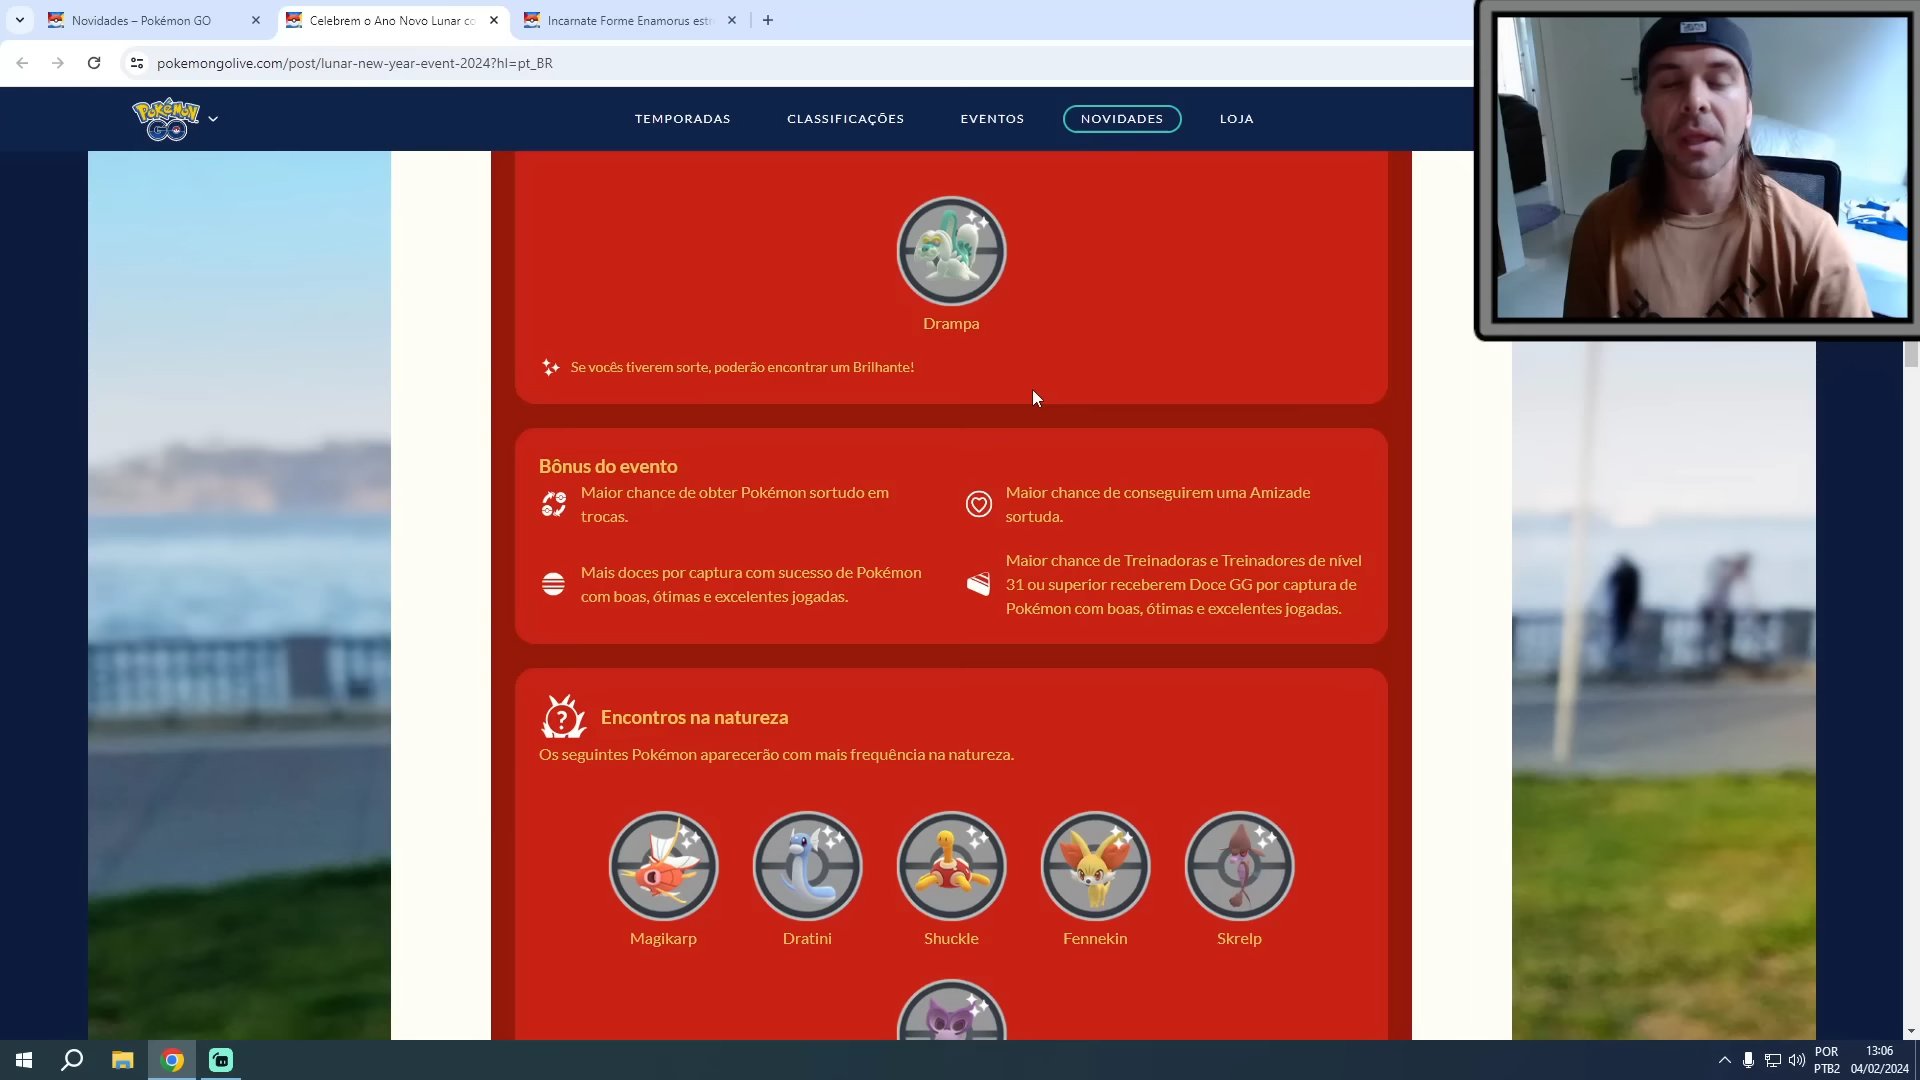 Novidades – Pokémon GO
Celebrem o Ano Novo Lunar co
Incarnate Forme Enamorus estr
pokemongolive.com/post/lunar-new-year-event-2024?hl=pt_BR
POKÉMON GO
TEMPORADAS
CLASSIFICAÇÕES
EVENTOS
NOVIDADES
LOJA
Drampa
Se vocês tiverem sorte, poderão encontrar um Brilhante!
Bônus do evento
Maior chance de obter Pokémon sortudo em
trocas.
Maior chance de conseguirem uma Amizade
sortuda.
Mais doces por captura com sucesso de Pokémon
com boas, ótimas e excelentes jogadas.
Maior chance de Treinadoras e Treinadores de nível
31 ou superior receberem Doce GG por captura de
Pokémon com boas, ótimas e excelentes jogadas.
Encontros na natureza
Os seguintes Pokémon aparecerão com mais frequência na natureza.
Magikarp
Dratini
Shuckle
Fennekin
Skrelp
POR
PTB2
13:06
04/02/2024